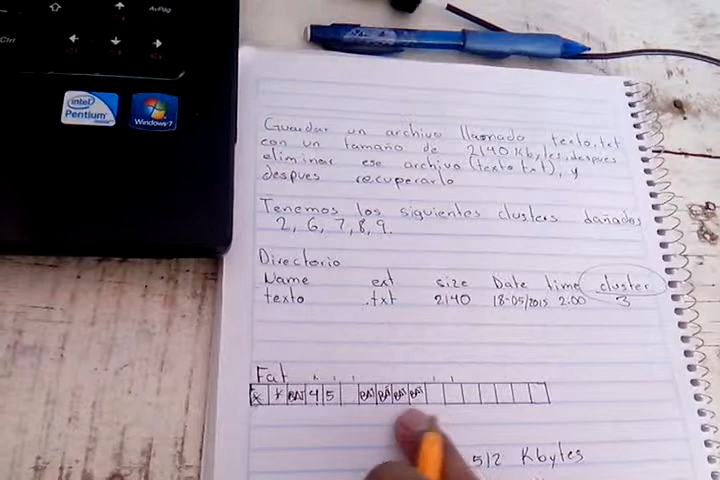 AvPág
Ctrl
intel
Pentium
Windows 7
Guardar un archivo llamado texto.txt
con un tamaño de 2140 Kbytes, despues
eliminar ese archivo (texto txt), y
despues recuperarlo
Tenemos los siguientes clusters dañados
2, 6, 7, 8, 9.
Directorio
Name ext size Date time cluster
texto .txt 2140 18-05/2015 2:00 3
Fat
X X BAT 4 5 BAT BAT BAT BAT
512 Kbytes